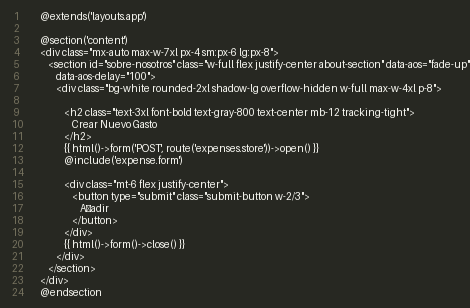 1 @extends('layouts.app')
2
3 @section('content')
4 <div class="mx-auto max-w-7xl px-4 sm:px-6 lg:px-8">
5 <section id="sobre-nosotros" class="w-full flex justify-center about-section" data-aos="fade-up"
6 data-aos-delay="100">
7 <div class="bg-white rounded-2xl shadow-lg overflow-hidden w-full max-w-4xl p-8">
8
9 <h2 class="text-3xl font-bold text-gray-800 text-center mb-12 tracking-tight">
10 Crear Nuevo Gasto
11 </h2>
12 {{ html()->form('POST', route('expenses.store'))->open() }}
13 @include('expense.form')
14
15 <div class="mt-6 flex justify-center">
16 <button type="submit" class="submit-button w-2/3">
17 A adir
18 </button>
19 </div>
20 {{ html()->form()->close() }}
21 </div>
22 </section>
23 </div>
24 @endsection